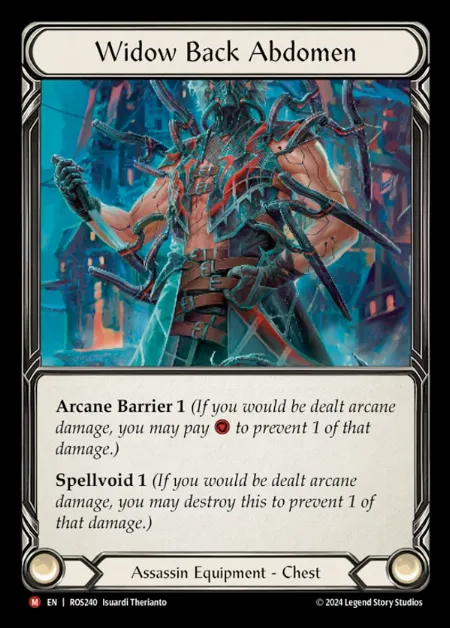 Widow Back Abdomen
Arcane Barrier 1 (If you would be dealt arcane
damage, you may pay to prevent 1 of that
damage.)
Spellvoid 1 (If you would be dealt arcane
damage, you may destroy this to prevent 1 of
that damage.)
Assassin Equipment - Chest
M EN | ROS240 Isuardi Therianto
© 2024 Legend Story Studios